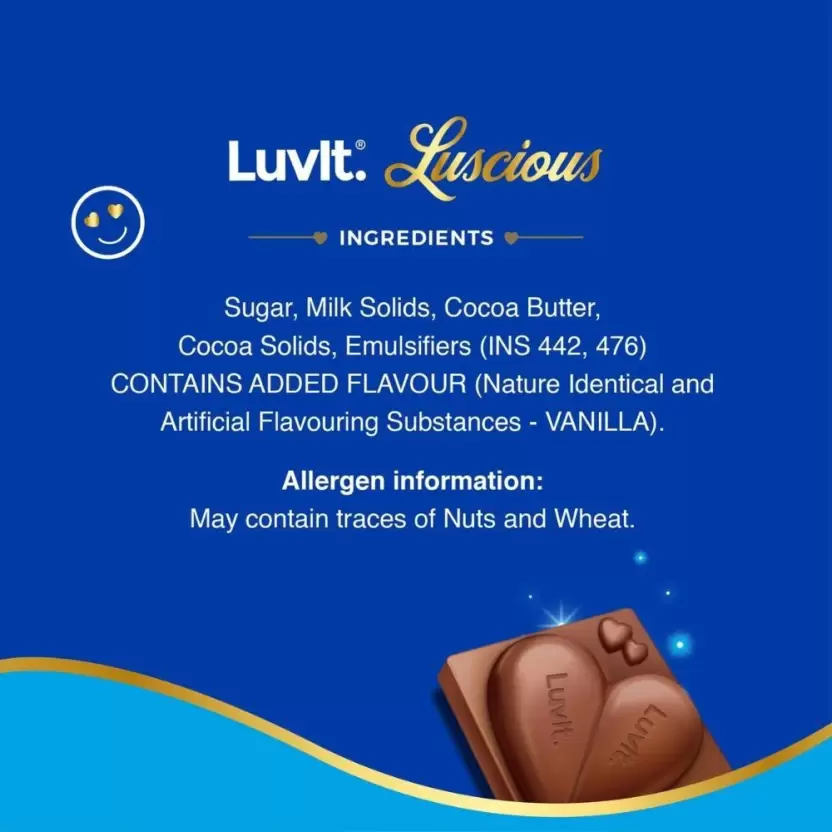 LuvIt.® Luscious
INGREDIENTS
Sugar, Milk Solids, Cocoa Butter,
Cocoa Solids, Emulsifiers (INS 442, 476)
CONTAINS ADDED FLAVOUR (Nature Identical and
Artificial Flavouring Substances - VANILLA).
Allergen information:
May contain traces of Nuts and Wheat.
LuvIt.
LuvIt.